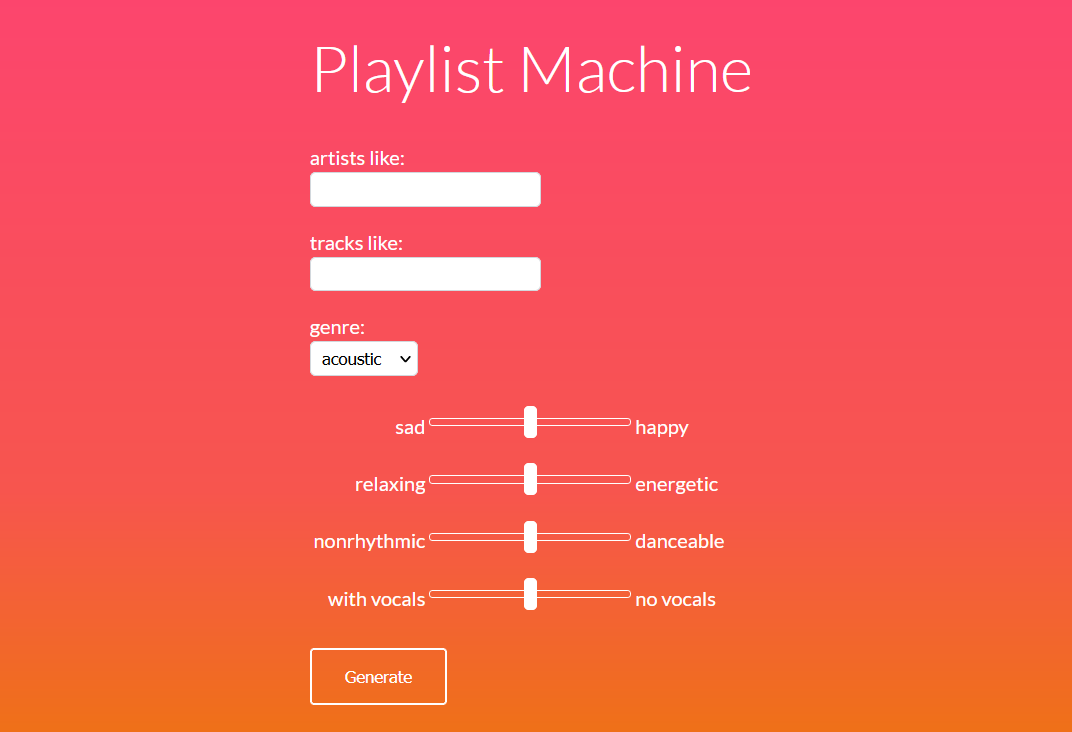 Playlist Machine
artists like:
tracks like:
genre:
acoustic
sad happy
relaxing energetic
nonrhythmic danceable
with vocals no vocals
Generate